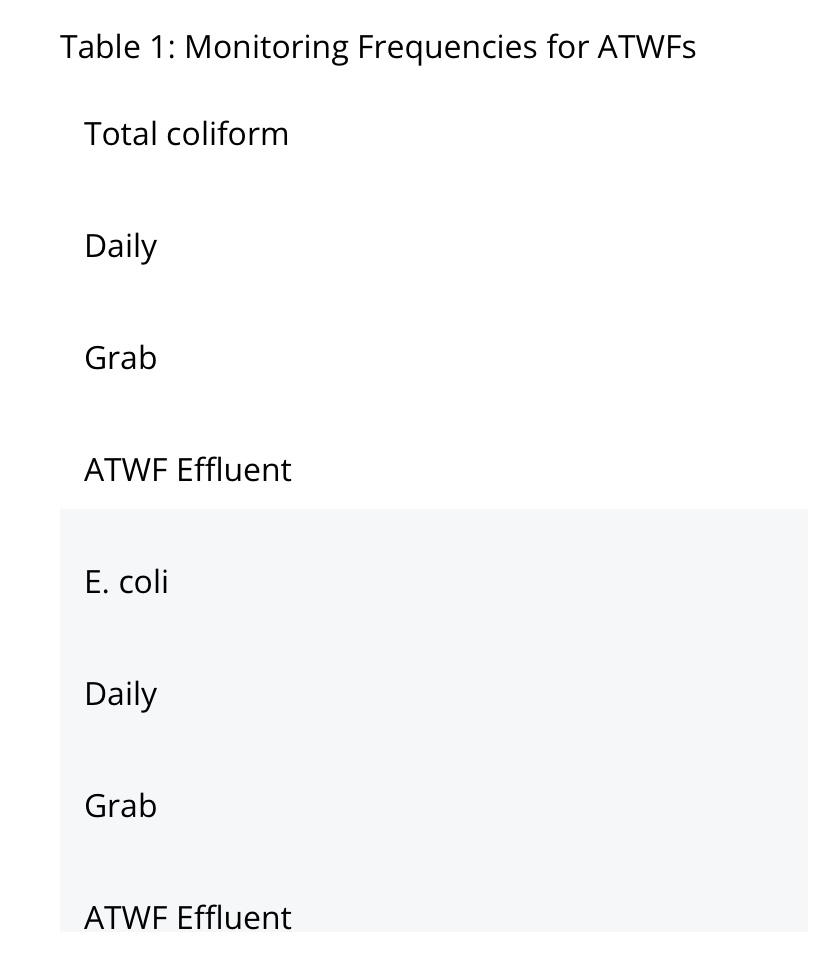 Table 1: Monitoring Frequencies for ATWFs
Total coliform
Daily
Grab
ATWF Effluent
E. coli
Daily
Grab
ATWF Effluent